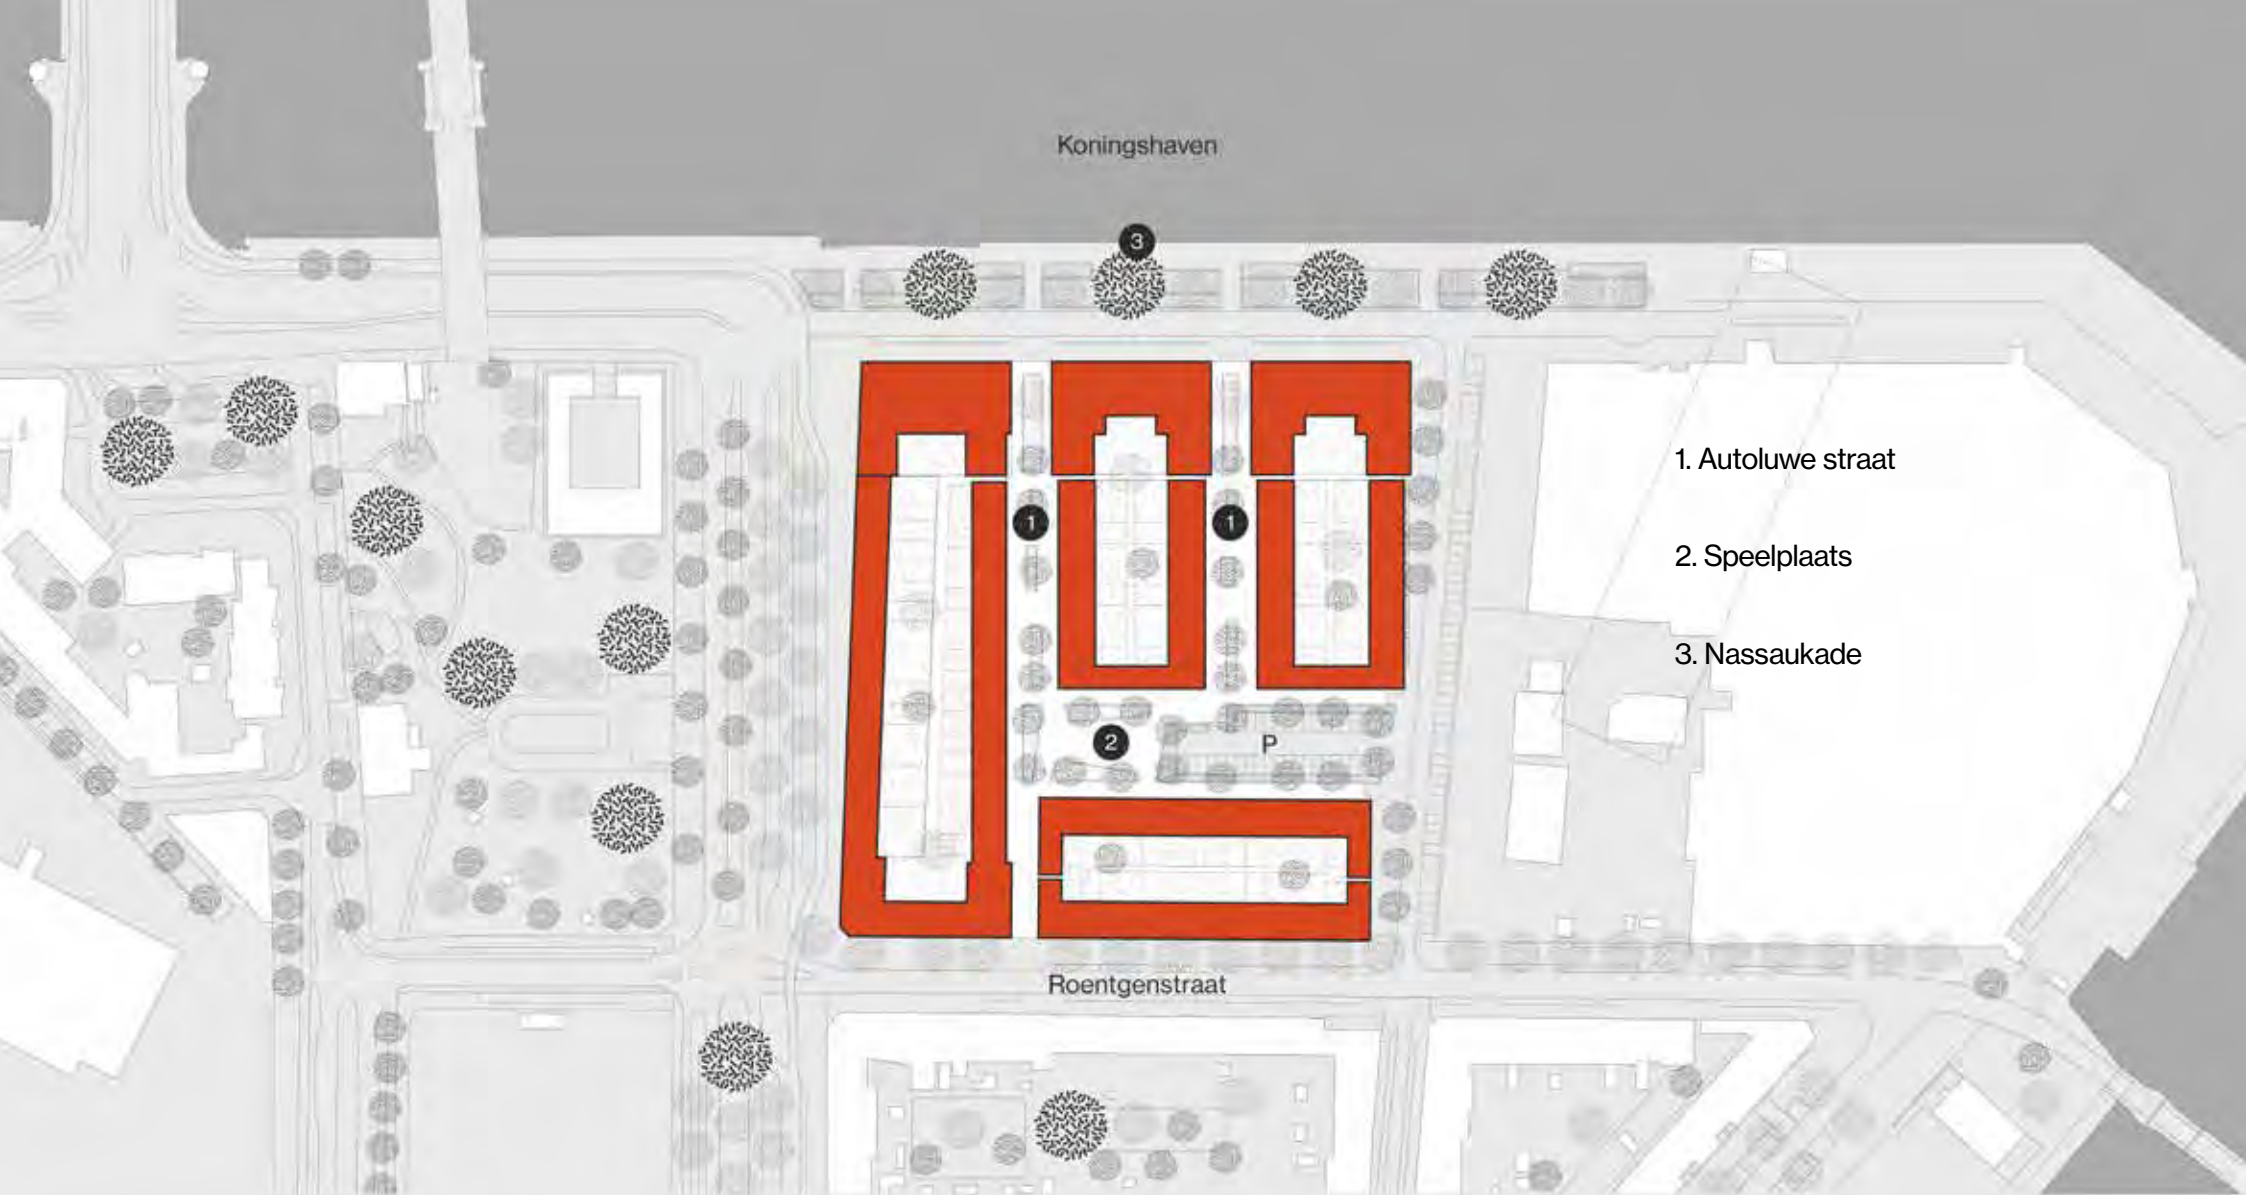 Koningshaven
3
1. Autoluwe straat
1
1
2. Speelplaats
3. Nassaukade
2
P
Roentgenstraat